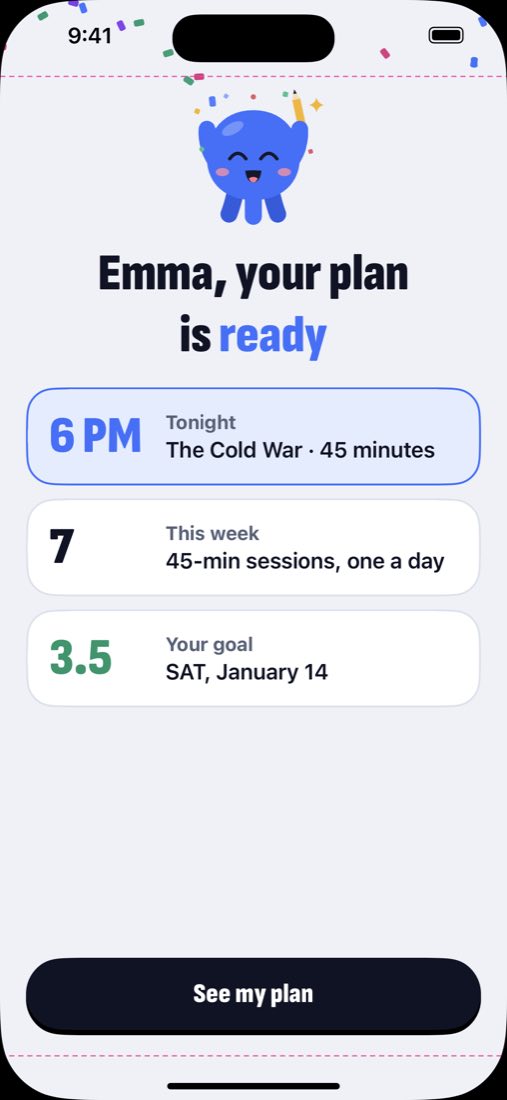 9:41
Emma, your plan
is ready
6 PM
Tonight
The Cold War · 45 minutes
7
This week
45-min sessions, one a day
3.5
Your goal
SAT, January 14
See my plan